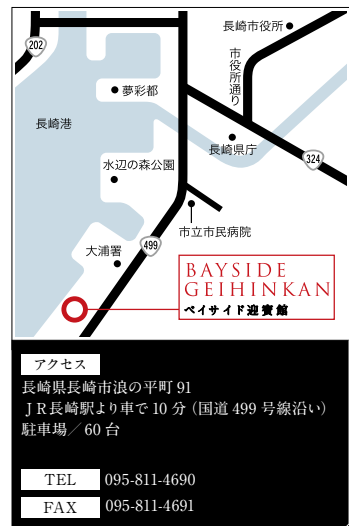 長崎市役所
202
市役所通り
夢彩都
長崎港
長崎県庁
324
水辺の森公園
市立市民病院
499
大浦署
BAYSIDE
GEIHINKAN
ベイサイド迎賓館
アクセス
長崎県長崎市浪の平町 91
ＪＲ長崎駅より車で 10 分（国道 499 号線沿い）
駐車場／ 60 台
TEL 095-811-4690
FAX 095-811-4691